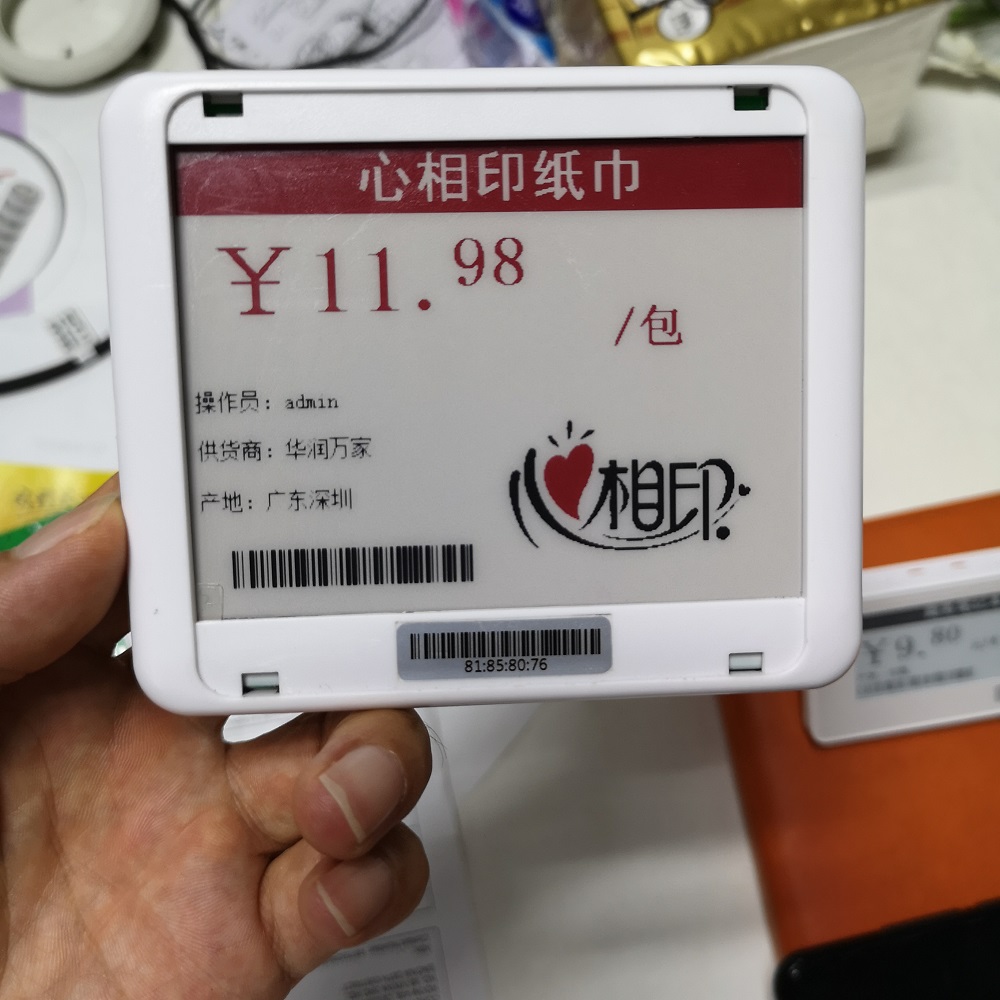 心相印纸巾
￥11.98
/包
操作员：admin
供货商：华润万家
产地：广东深圳
心相印
81:85:80:76
￥9.80